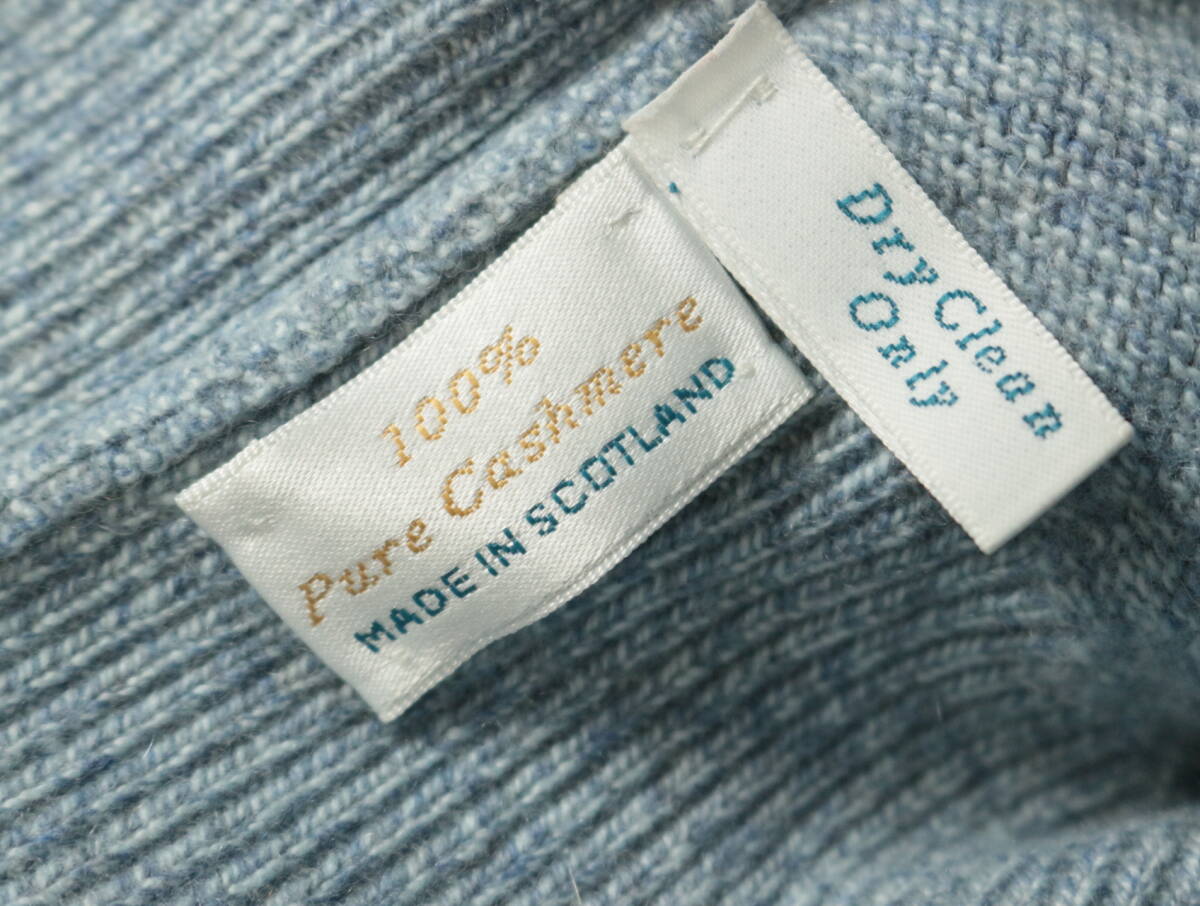 100%
Pure Cashmere
MADE IN SCOTLAND
Dry Clean
Only